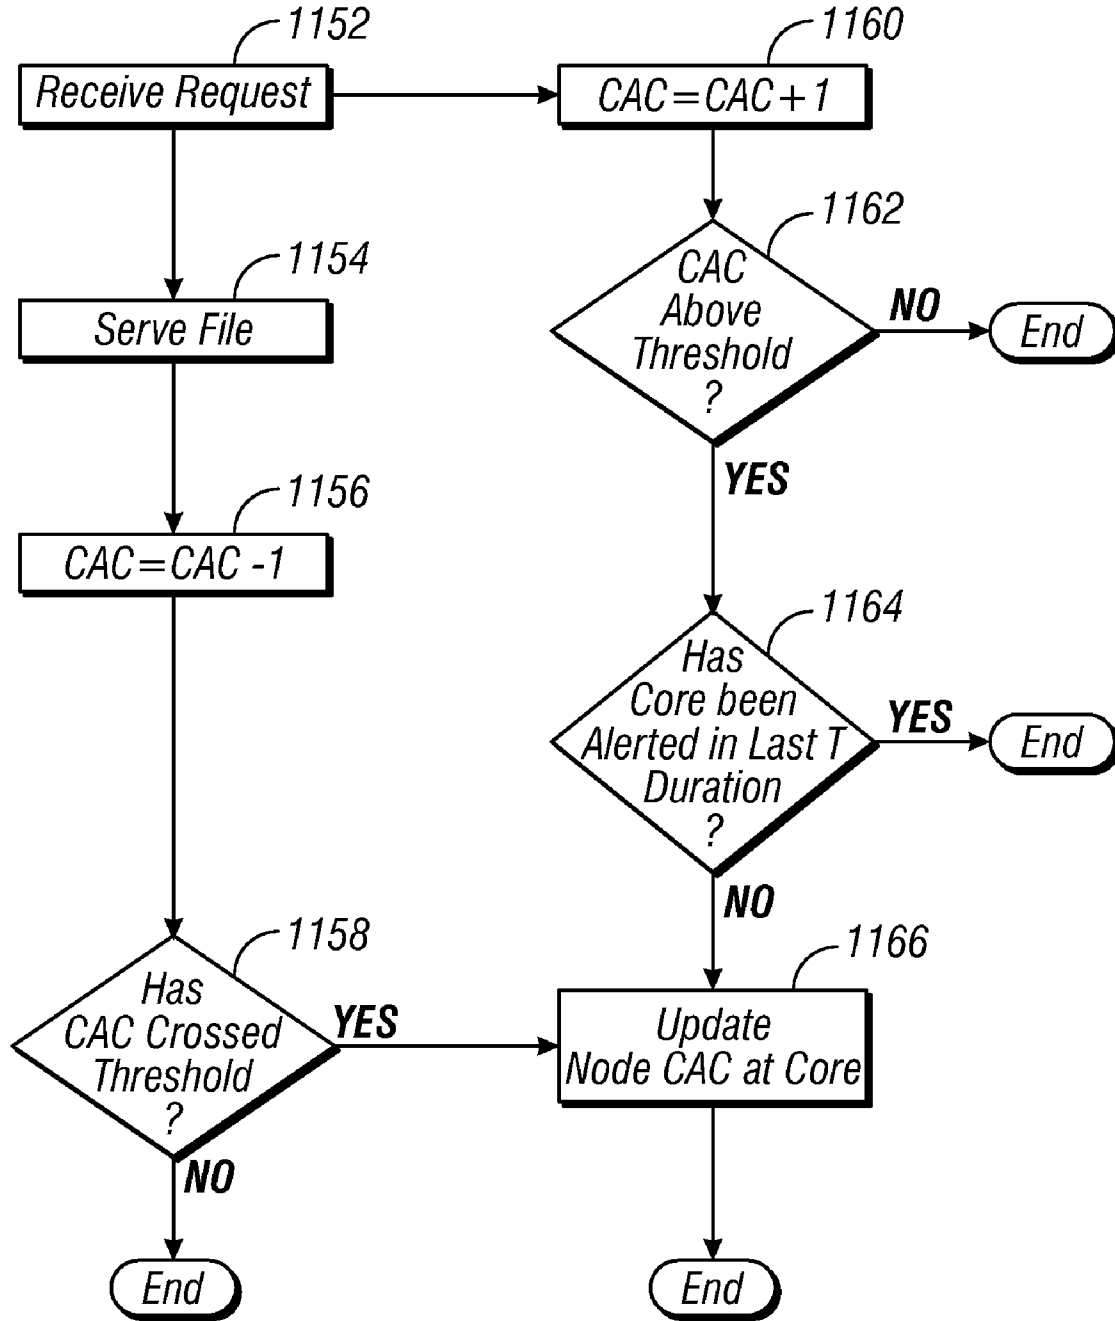 1152
Receive Request
1160
CAC=CAC+1
1162
CAC
Above
Threshold
?
NO
End
YES
1154
Serve File
1156
CAC=CAC -1
1164
Has
Core been
Alerted in Last T
Duration
?
YES
End
NO
1158
Has
CAC Crossed
Threshold
?
YES
NO
End
1166
Update
Node CAC at Core
End